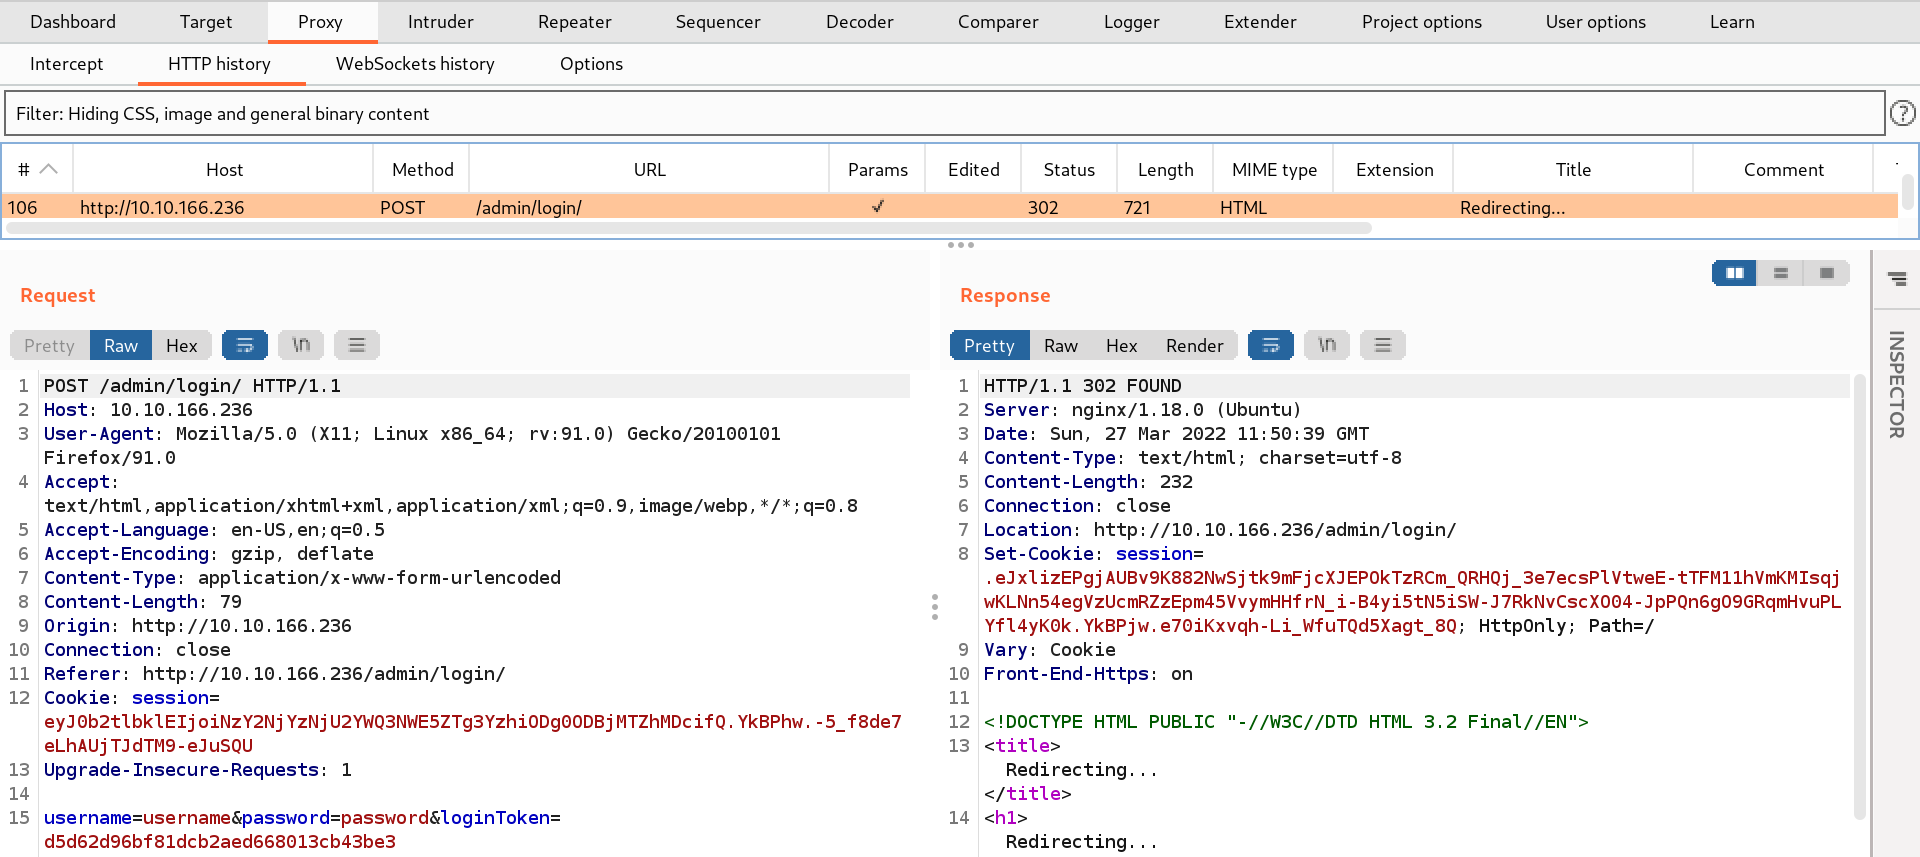 Dashboard Target Proxy Intruder Repeater Sequencer Decoder Comparer Logger Extender Project options User options Learn
Intercept HTTP history WebSockets history Options
Filter: Hiding CSS, image and general binary content
# Host Method URL Params Edited Status Length MIME type Extension Title Comment
106 http://10.10.166.236 POST /admin/login/ ✓ 302 721 HTML Redirecting...
Request
Pretty Raw Hex \n
1 POST /admin/login/ HTTP/1.1
2 Host: 10.10.166.236
3 User-Agent: Mozilla/5.0 (X11; Linux x86_64; rv:91.0) Gecko/20100101
Firefox/91.0
4 Accept:
text/html,application/xhtml+xml,application/xml;q=0.9,image/webp,*/*;q=0.8
5 Accept-Language: en-US,en;q=0.5
6 Accept-Encoding: gzip, deflate
7 Content-Type: application/x-www-form-urlencoded
8 Content-Length: 79
9 Origin: http://10.10.166.236
10 Connection: close
11 Referer: http://10.10.166.236/admin/login/
12 Cookie: session=
eyJ0b2tlbklEIjoiNzY2NjYzNjU2YWQ3NWE5ZTg3YzhiODg0ODBjMTZhMDcifQ.YkBPhw.-5_f8de7
eLhAUjTJdTM9-eJuSQU
13 Upgrade-Insecure-Requests: 1
14
15 username=username&password=password&loginToken=
d5d62d96bf81dcb2aed668013cb43be3
Response
Pretty Raw Hex Render \n
1 HTTP/1.1 302 FOUND
2 Server: nginx/1.18.0 (Ubuntu)
3 Date: Sun, 27 Mar 2022 11:50:39 GMT
4 Content-Type: text/html; charset=utf-8
5 Content-Length: 232
6 Connection: close
7 Location: http://10.10.166.236/admin/login/
8 Set-Cookie: session=
.eJxlizEPgjAUBv9K882NwSjtk9mFjcXJEPOkTzRCm_QRHQj_3e7ecsPlVtweE-tTFM11hVmKMIsqj
wKLNn54egVzUcmRZzEpm45VvymHHfrN_i-B4yi5tN5iSW-J7RkNvCscXO04-JpPQn6gO9GRqmHvuPL
Yfl4yK0k.YkBPjw.e70iKxvqh-Li_WfuTQd5Xagt_8Q; HttpOnly; Path=/
9 Vary: Cookie
10 Front-End-Https: on
11
12 <!DOCTYPE HTML PUBLIC "-//W3C//DTD HTML 3.2 Final//EN">
13 <title>
Redirecting...
</title>
14 <h1>
Redirecting...
INSPECTOR